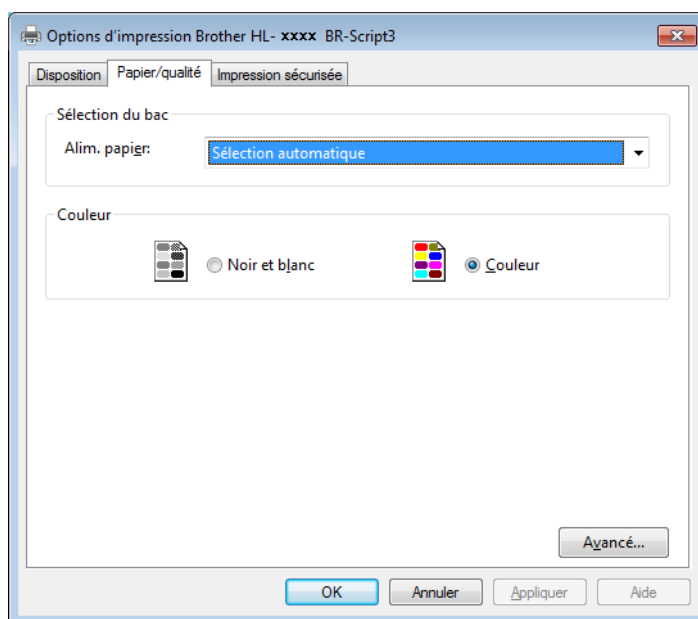 Options d'impression Brother HL- xxxx BR-Script3
Disposition Papier/qualité Impression sécurisée
Sélection du bac
Alim. papier: Sélection automatique
Couleur
Noir et blanc Couleur
Avancé...
OK Annuler Appliquer Aide